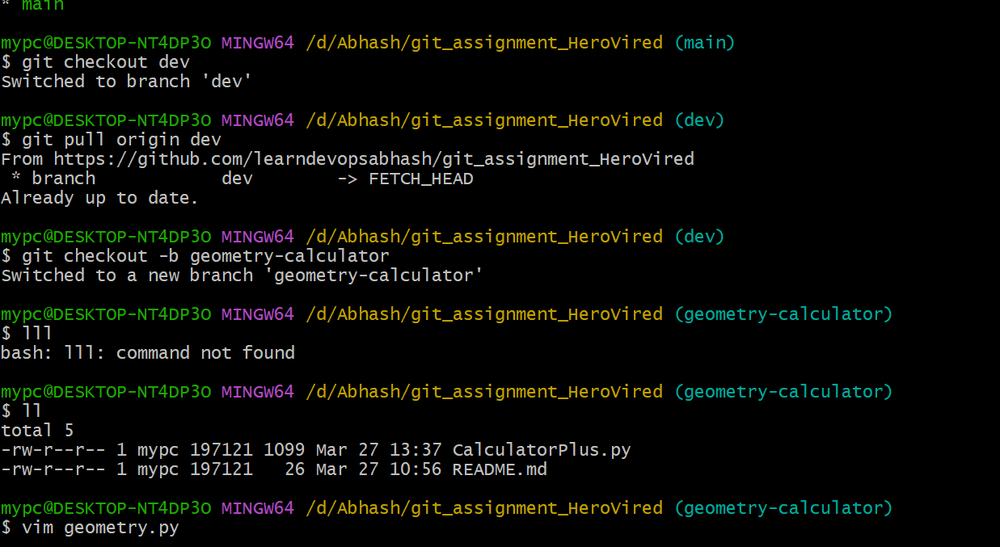 * main
mypc@DESKTOP-NT4DP3O MINGW64 /d/Abhash/git_assignment_HeroVired (main)
$ git checkout dev
Switched to branch 'dev'
mypc@DESKTOP-NT4DP3O MINGW64 /d/Abhash/git_assignment_HeroVired (dev)
$ git pull origin dev
From https://github.com/learndevopsabhash/git_assignment_HeroVired
 * branch            dev        -> FETCH_HEAD
Already up to date.
mypc@DESKTOP-NT4DP3O MINGW64 /d/Abhash/git_assignment_HeroVired (dev)
$ git checkout -b geometry-calculator
Switched to a new branch 'geometry-calculator'
mypc@DESKTOP-NT4DP3O MINGW64 /d/Abhash/git_assignment_HeroVired (geometry-calculator)
$ lll
bash: lll: command not found
mypc@DESKTOP-NT4DP3O MINGW64 /d/Abhash/git_assignment_HeroVired (geometry-calculator)
$ ll
total 5
-rw-r--r-- 1 mypc 197121 1099 Mar 27 13:37 CalculatorPlus.py
-rw-r--r-- 1 mypc 197121   26 Mar 27 10:56 README.md
mypc@DESKTOP-NT4DP3O MINGW64 /d/Abhash/git_assignment_HeroVired (geometry-calculator)
$ vim geometry.py